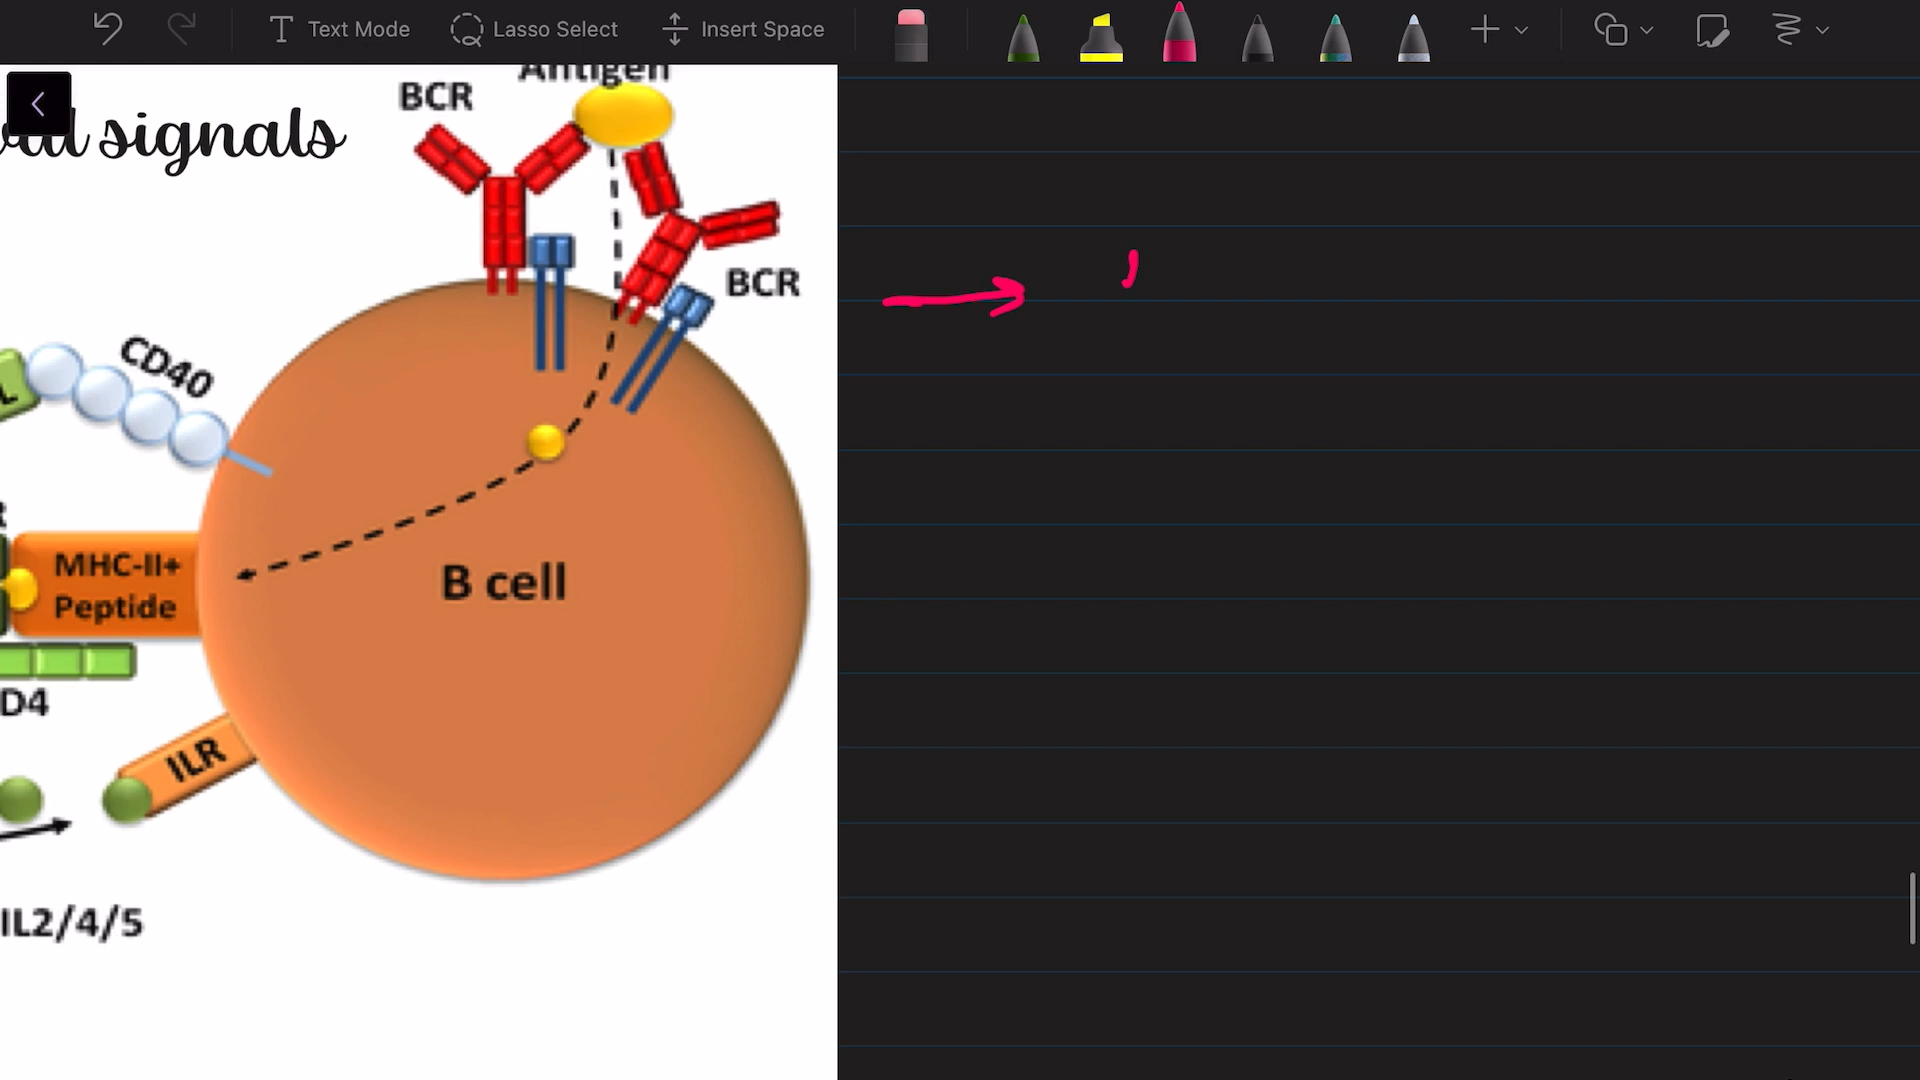 Text Mode Lasso Select Insert Space
Antigen
BCR
signals
BCR
CD40
L
MHC-II+
Peptide
B cell
D4
ILR
IL2/4/5